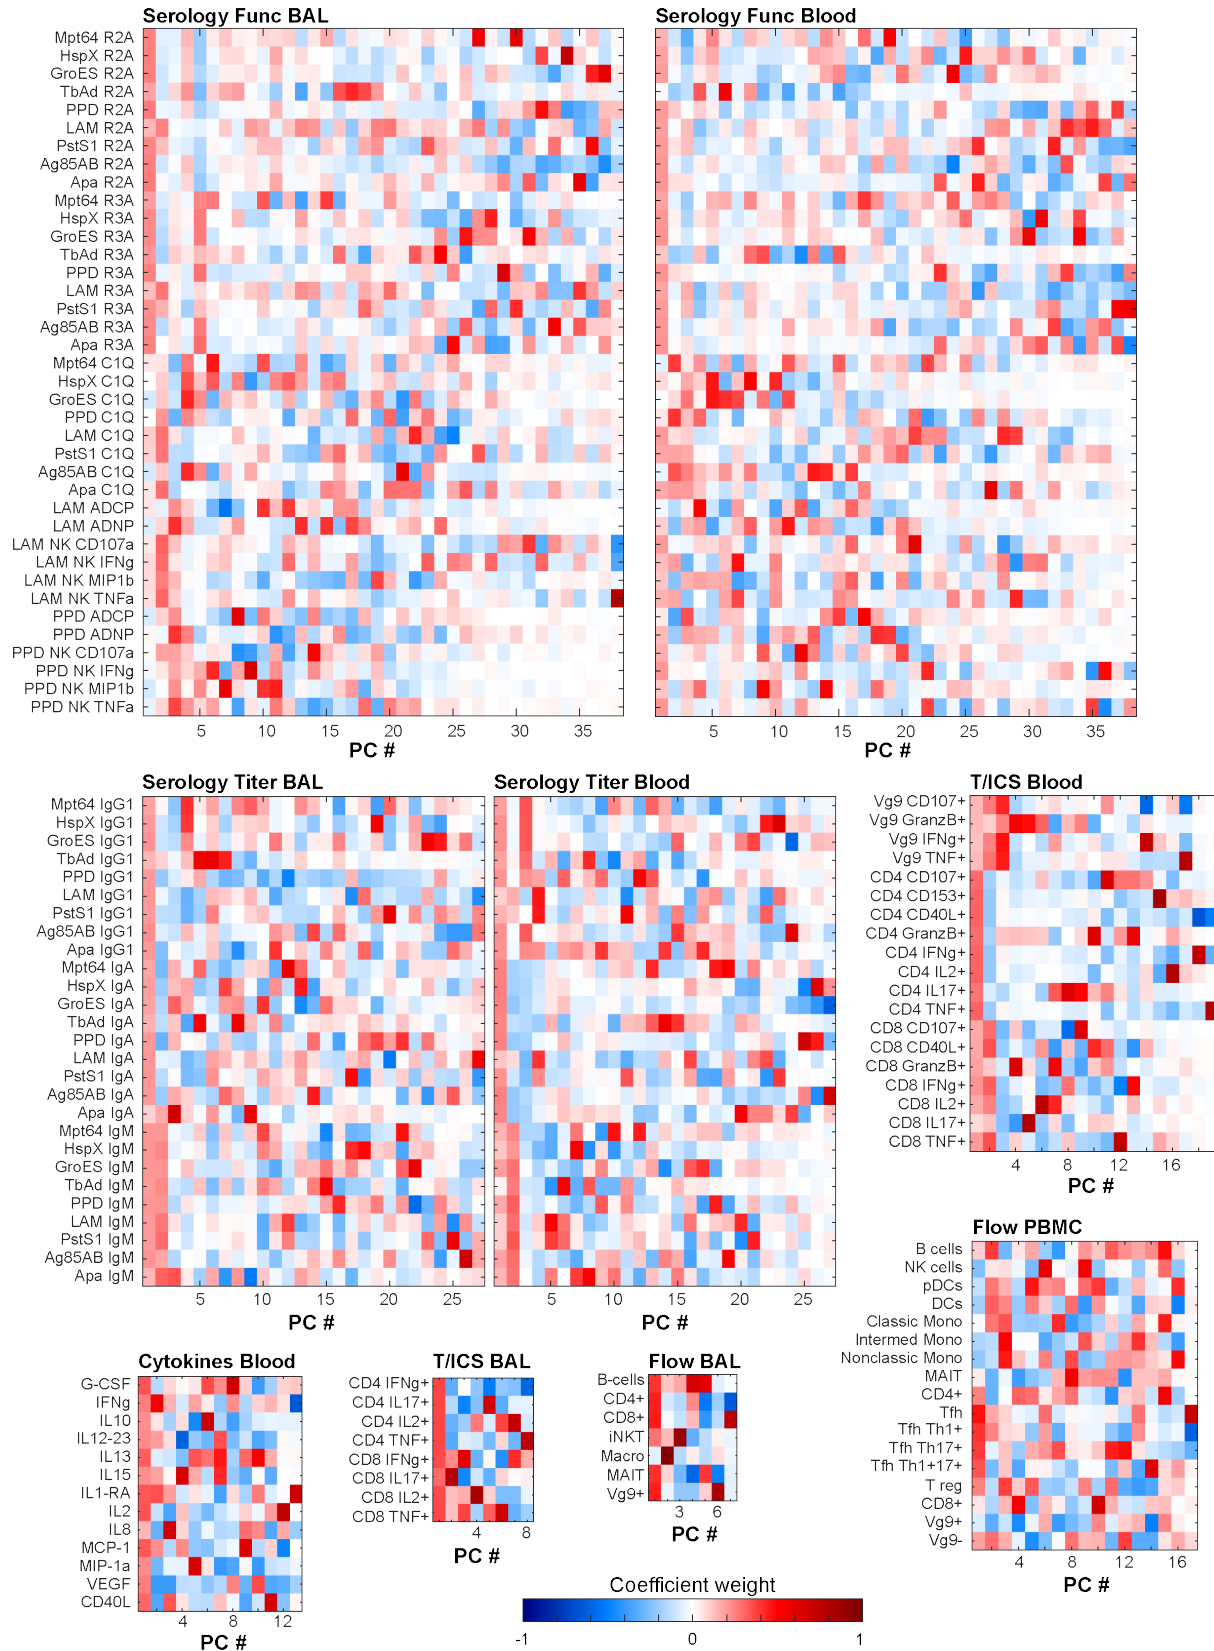 Serology Func BAL
Mpt64 R2A
HspX R2A
GroES R2A
TbAd R2A
PPD R2A
LAM R2A
PstS1 R2A
Ag85AB R2A
Apa R2A
Mpt64 R3A
HspX R3A
GroES R3A
TbAd R3A
PPD R3A
LAM R3A
PstS1 R3A
Ag85AB R3A
Apa R3A
Mpt64 C1Q
HspX C1Q
GroES C1Q
PPD C1Q
LAM C1Q
PstS1 C1Q
Ag85AB C1Q
Apa C1Q
LAM ADCP
LAM ADNP
LAM NK CD107a
LAM NK IFNg
LAM NK MIP1b
LAM NK TNFa
PPD ADCP
PPD ADNP
PPD NK CD107a
PPD NK IFNg
PPD NK MIP1b
PPD NK TNFa
5 10 15 20 25 30 35
PC #
Serology Func Blood
5 10 15 20 25 30 35
PC #
Serology Titer BAL
Mpt64 IgG1
HspX IgG1
GroES IgG1
TbAd IgG1
PPD IgG1
LAM IgG1
PstS1 IgG1
Ag85AB IgG1
Apa IgG1
Mpt64 IgA
HspX IgA
GroES IgA
TbAd IgA
PPD IgA
LAM IgA
PstS1 IgA
Ag85AB IgA
Apa IgA
Mpt64 IgM
HspX IgM
GroES IgM
TbAd IgM
PPD IgM
LAM IgM
PstS1 IgM
Ag85AB IgM
Apa IgM
5 10 15 20 25
PC #
Serology Titer Blood
5 10 15 20 25
PC #
T/ICS Blood
Vg9 CD107+
Vg9 GranzB+
Vg9 IFNg+
Vg9 TNF+
CD4 CD107+
CD4 CD153+
CD4 CD40L+
CD4 GranzB+
CD4 IFNg+
CD4 IL2+
CD4 IL17+
CD4 TNF+
CD8 CD107+
CD8 CD40L+
CD8 GranzB+
CD8 IFNg+
CD8 IL2+
CD8 IL17+
CD8 TNF+
4 8 12 16
PC #
Flow PBMC
B cells
NK cells
pDCs
DCs
Classic Mono
Intermed Mono
Nonclassic Mono
MAIT
CD4+
Tfh
Tfh Th1+
Tfh Th17+
Tfh Th1+17+
T reg
CD8+
Vg9+
Vg9-
4 8 12 16
PC #
Cytokines Blood
G-CSF
IFNg
IL10
IL12-23
IL13
IL15
IL1-RA
IL2
IL8
MCP-1
MIP-1a
VEGF
CD40L
4 8 12
PC #
T/ICS BAL
CD4 IFNg+
CD4 IL17+
CD4 IL2+
CD4 TNF+
CD8 IFNg+
CD8 IL17+
CD8 IL2+
CD8 TNF+
4 8
PC #
Flow BAL
B-cells
CD4+
CD8+
iNKT
Macro
MAIT
Vg9+
3 6
PC #
Coefficient weight
-1 0 1